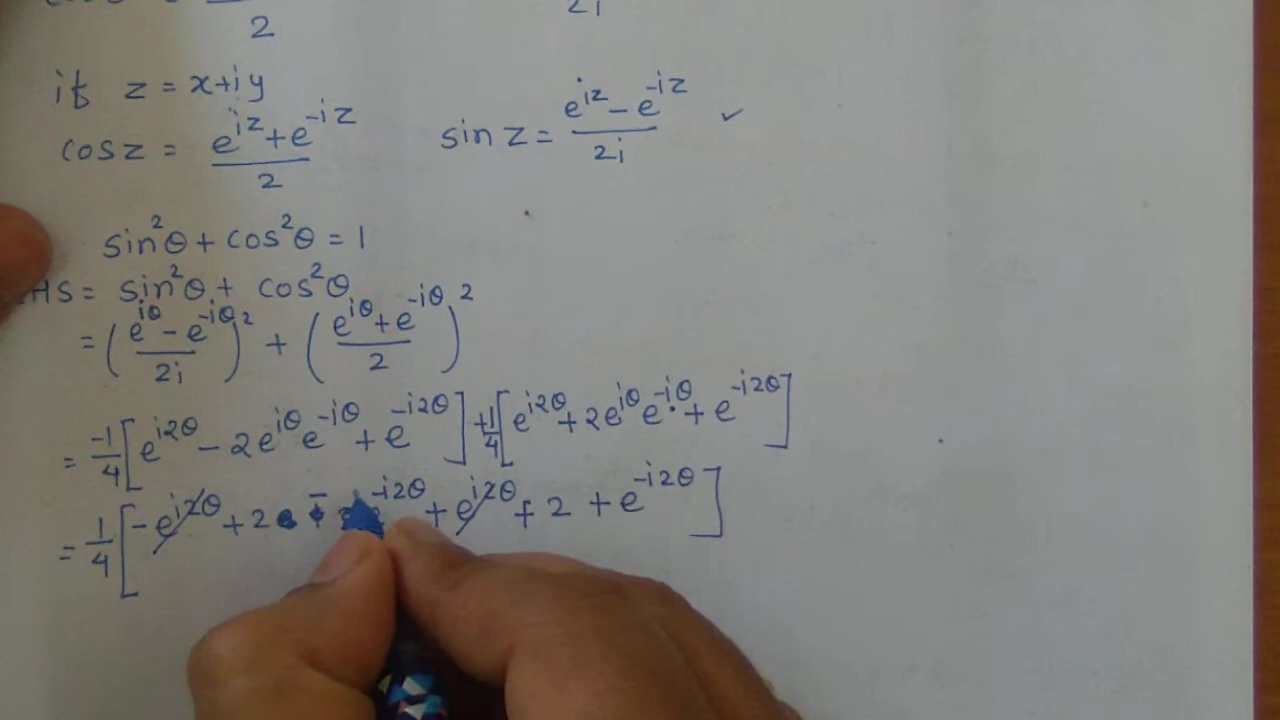 2
2i
if z = x+iy
cos z = (e^{iz} + e^{-iz})/2 sin z = (e^{iz} - e^{-iz})/2i ✓
sin²θ + cos²θ = 1
HS = sin²θ + cos²θ
= ((e^{iθ} - e^{-iθ})/2i)² + ((e^{iθ} + e^{-iθ})/2)²
= -1/4 [e^{i2θ} - 2e^{iθ}e^{-iθ} + e^{-i2θ}] + 1/4 [e^{i2θ} + 2e^{iθ}e^{-iθ} + e^{-i2θ}]
= 1/4 [-e^{i2θ} + 2 - e^{-i2θ} + e^{i2θ} + 2 + e^{-i2θ}]